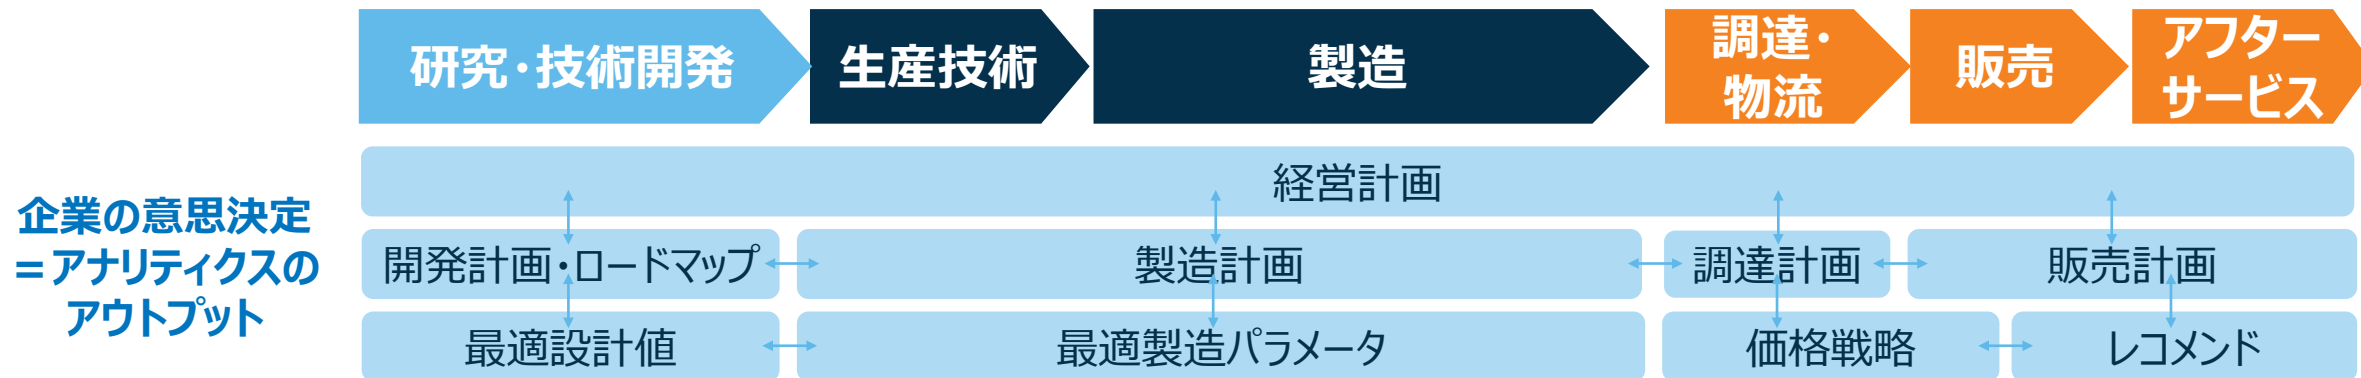 研究・技術開発
生産技術
製造
調達・
物流
販売
アフター
サービス
企業の意思決定
=アナリティクスの
アウトプット
経営計画
開発計画・ロードマップ
製造計画
調達計画
販売計画
最適設計値
最適製造パラメータ
価格戦略
レコメンド